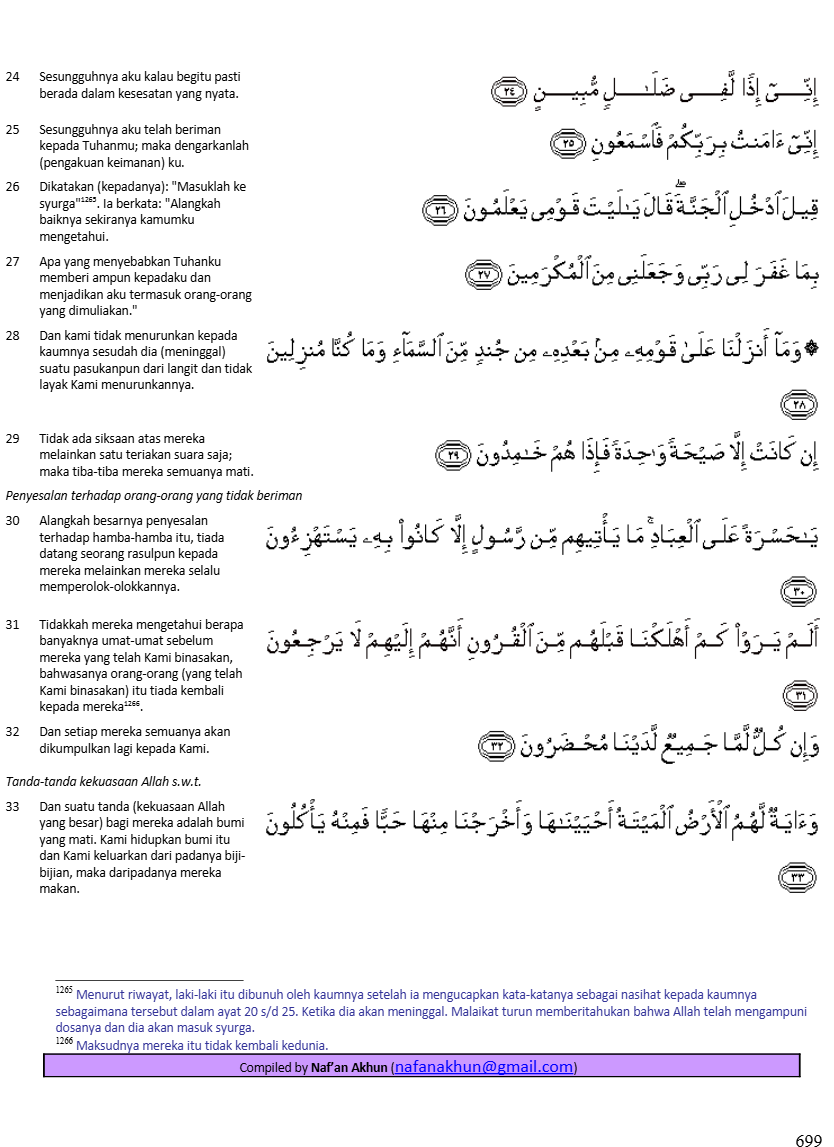 24 Sesungguhnya aku kalau begitu pasti
berada dalam kesesatan yang nyata.
إِنِّىٓ إِذًا لَّفِى ضَلَـٰلٍ مُّبِينٍ ﴿٢٤﴾
25 Sesungguhnya aku telah beriman
kepada Tuhanmu; maka dengarkanlah
(pengakuan keimanan) ku.
إِنِّىٓ ءَامَنتُ بِرَبِّكُمْ فَٱسْمَعُونِ ﴿٢٥﴾
26 Dikatakan (kepadanya): "Masuklah ke
syurga"1265. Ia berkata: "Alangkah
baiknya sekiranya kamumku
mengetahui.
قِيلَ ٱدْخُلِ ٱلْجَنَّةَ ۖ قَالَ يَـٰلَيْتَ قَوْمِى يَعْلَمُونَ ﴿٢٦﴾
27 Apa yang menyebabkan Tuhanku
memberi ampun kepadaku dan
menjadikan aku termasuk orang-orang
yang dimuliakan."
بِمَا غَفَرَ لِى رَبِّى وَجَعَلَنِى مِنَ ٱلْمُكْرَمِينَ ﴿٢٧﴾
28 Dan kami tidak menurunkan kepada
kaumnya sesudah dia (meninggal)
suatu pasukanpun dari langit dan tidak
layak Kami menurunkannya.
۞ وَمَآ أَنزَلْنَا عَلَىٰ قَوْمِهِۦ مِنۢ بَعْدِهِۦ مِن جُندٍ مِّنَ ٱلسَّمَآءِ وَمَا كُنَّا مُنزِلِينَ
﴿٢٨﴾
29 Tidak ada siksaan atas mereka
melainkan satu teriakan suara saja;
maka tiba-tiba mereka semuanya mati.
إِن كَانَتْ إِلَّا صَيْحَةً وَٰحِدَةً فَإِذَا هُمْ خَـٰمِدُونَ ﴿٢٩﴾
Penyesalan terhadap orang-orang yang tidak beriman
30 Alangkah besarnya penyesalan
terhadap hamba-hamba itu, tiada
datang seorang rasulpun kepada
mereka melainkan mereka selalu
memperolok-olokkannya.
يَـٰحَسْرَةً عَلَى ٱلْعِبَادِ ۚ مَا يَأْتِيهِم مِّن رَّسُولٍ إِلَّا كَانُوا۟ بِهِۦ يَسْتَهْزِءُونَ
﴿٣٠﴾
31 Tidakkah mereka mengetahui berapa
banyaknya umat-umat sebelum
mereka yang telah Kami binasakan,
bahwasanya orang-orang (yang telah
Kami binasakan) itu tiada kembali
kepada mereka1266.
أَلَمْ يَرَوْا۟ كَمْ أَهْلَكْنَا قَبْلَهُم مِّنَ ٱلْقُرُونِ أَنَّهُمْ إِلَيْهِمْ لَا يَرْجِعُونَ
﴿٣١﴾
32 Dan setiap mereka semuanya akan
dikumpulkan lagi kepada Kami.
وَإِن كُلٌّ لَّمَّا جَمِيعٌ لَّدَيْنَا مُحْضَرُونَ ﴿٣٢﴾
Tanda-tanda kekuasaan Allah s.w.t.
33 Dan suatu tanda (kekuasaan Allah
yang besar) bagi mereka adalah bumi
yang mati. Kami hidupkan bumi itu
dan Kami keluarkan dari padanya biji-
bijian, maka daripadanya mereka
makan.
وَءَايَةٌ لَّهُمُ ٱلْأَرْضُ ٱلْمَيْتَةُ أَحْيَيْنَـٰهَا وَأَخْرَجْنَا مِنْهَا حَبًّا فَمِنْهُ يَأْكُلُونَ
﴿٣٣﴾
1265 Menurut riwayat, laki-laki itu dibunuh oleh kaumnya setelah ia mengucapkan kata-katanya sebagai nasihat kepada kaumnya
sebagaimana tersebut dalam ayat 20 s/d 25. Ketika dia akan meninggal. Malaikat turun memberitahukan bahwa Allah telah mengampuni
dosanya dan dia akan masuk syurga.
1266 Maksudnya mereka itu tidak kembali kedunia.
Compiled by Naf'an Akhun (nafanakhun@gmail.com)
699